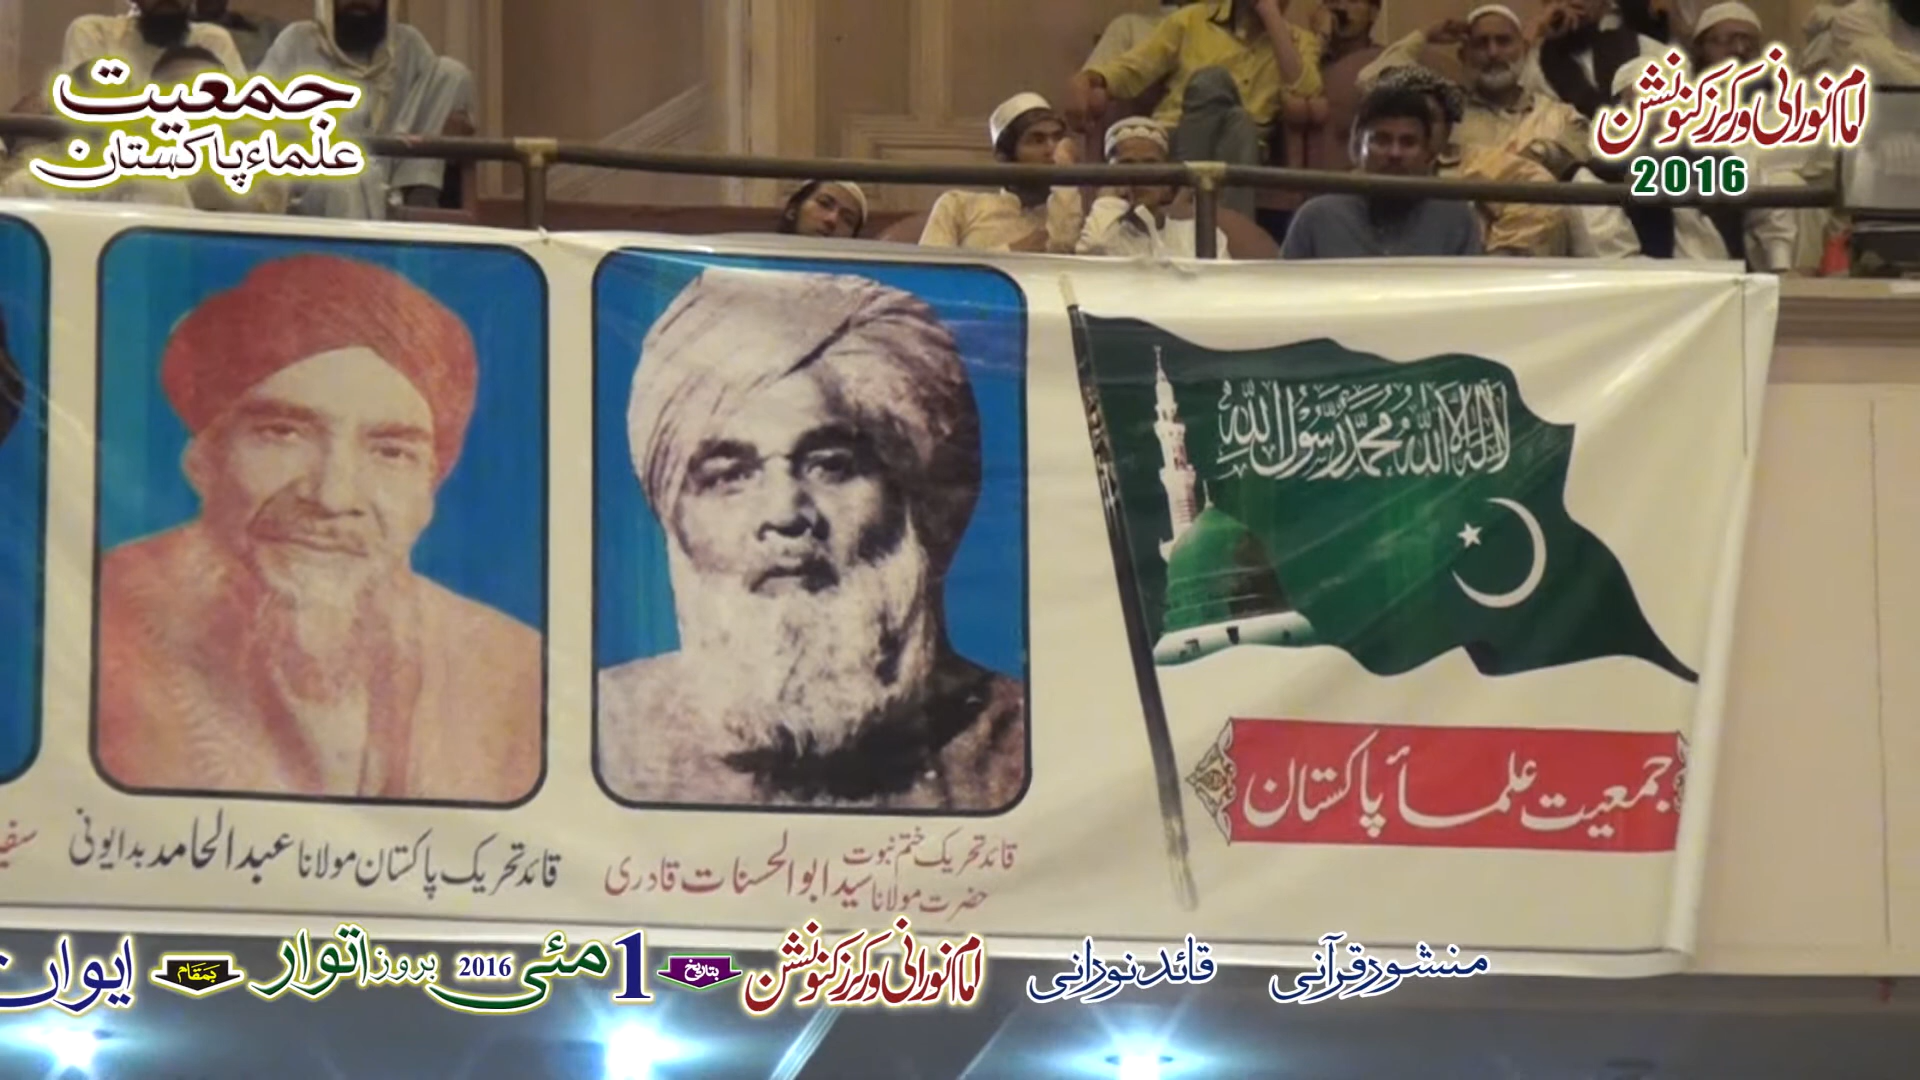 جمعیت
علماءِ پاکستان
امام نورانی ورکرز کنونشن
2016
لا الہ الا اللہ محمد رسول اللہ
جمعیت علمائے پاکستان
قائد تحریک ختم نبوت
حضرت مولانا سید ابوالحسنات قادری
قائد تحریک پاکستان مولانا عبدالحامد بدایونی
منشور قرآنی قائد نورانی امام نورانی ورکرز کنونشن بتاریخ 1 مئی 2016 بروز اتوار بمقام ایوان